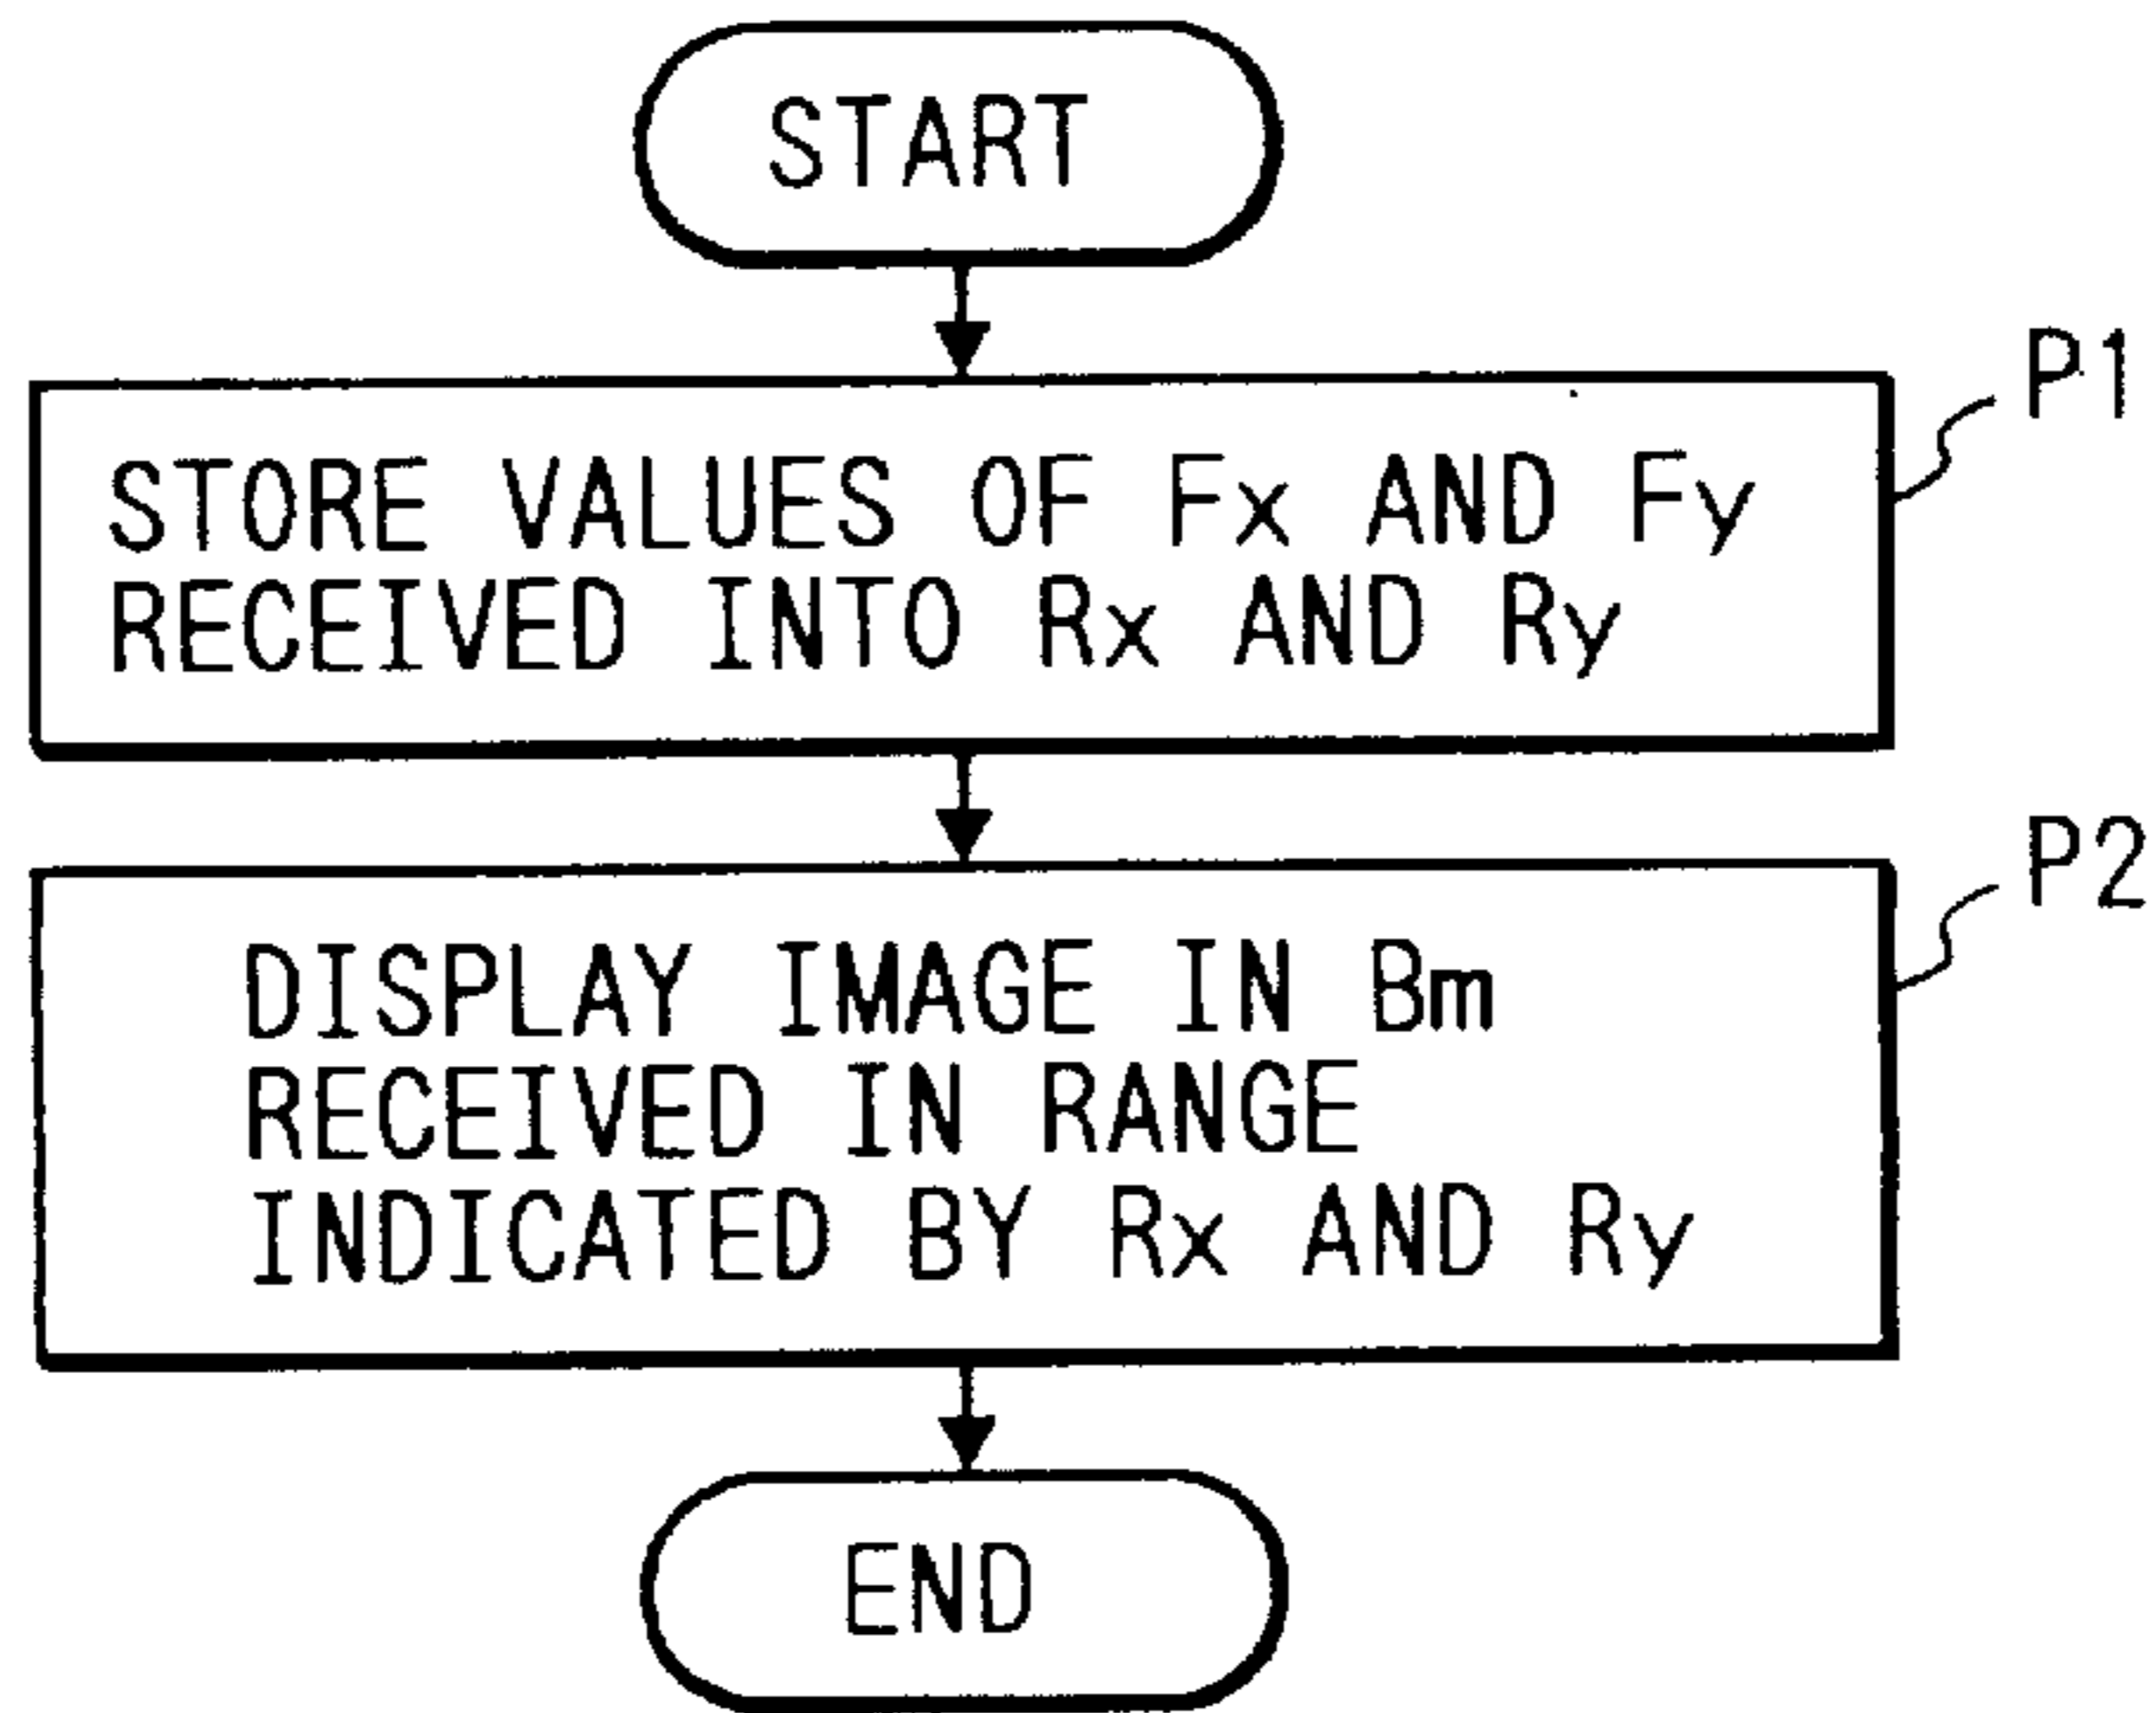 START
P1
STORE VALUES OF Fx AND Fy
RECEIVED INTO Rx AND Ry
P2
DISPLAY IMAGE IN Bm
RECEIVED IN RANGE
INDICATED BY Rx AND Ry
END